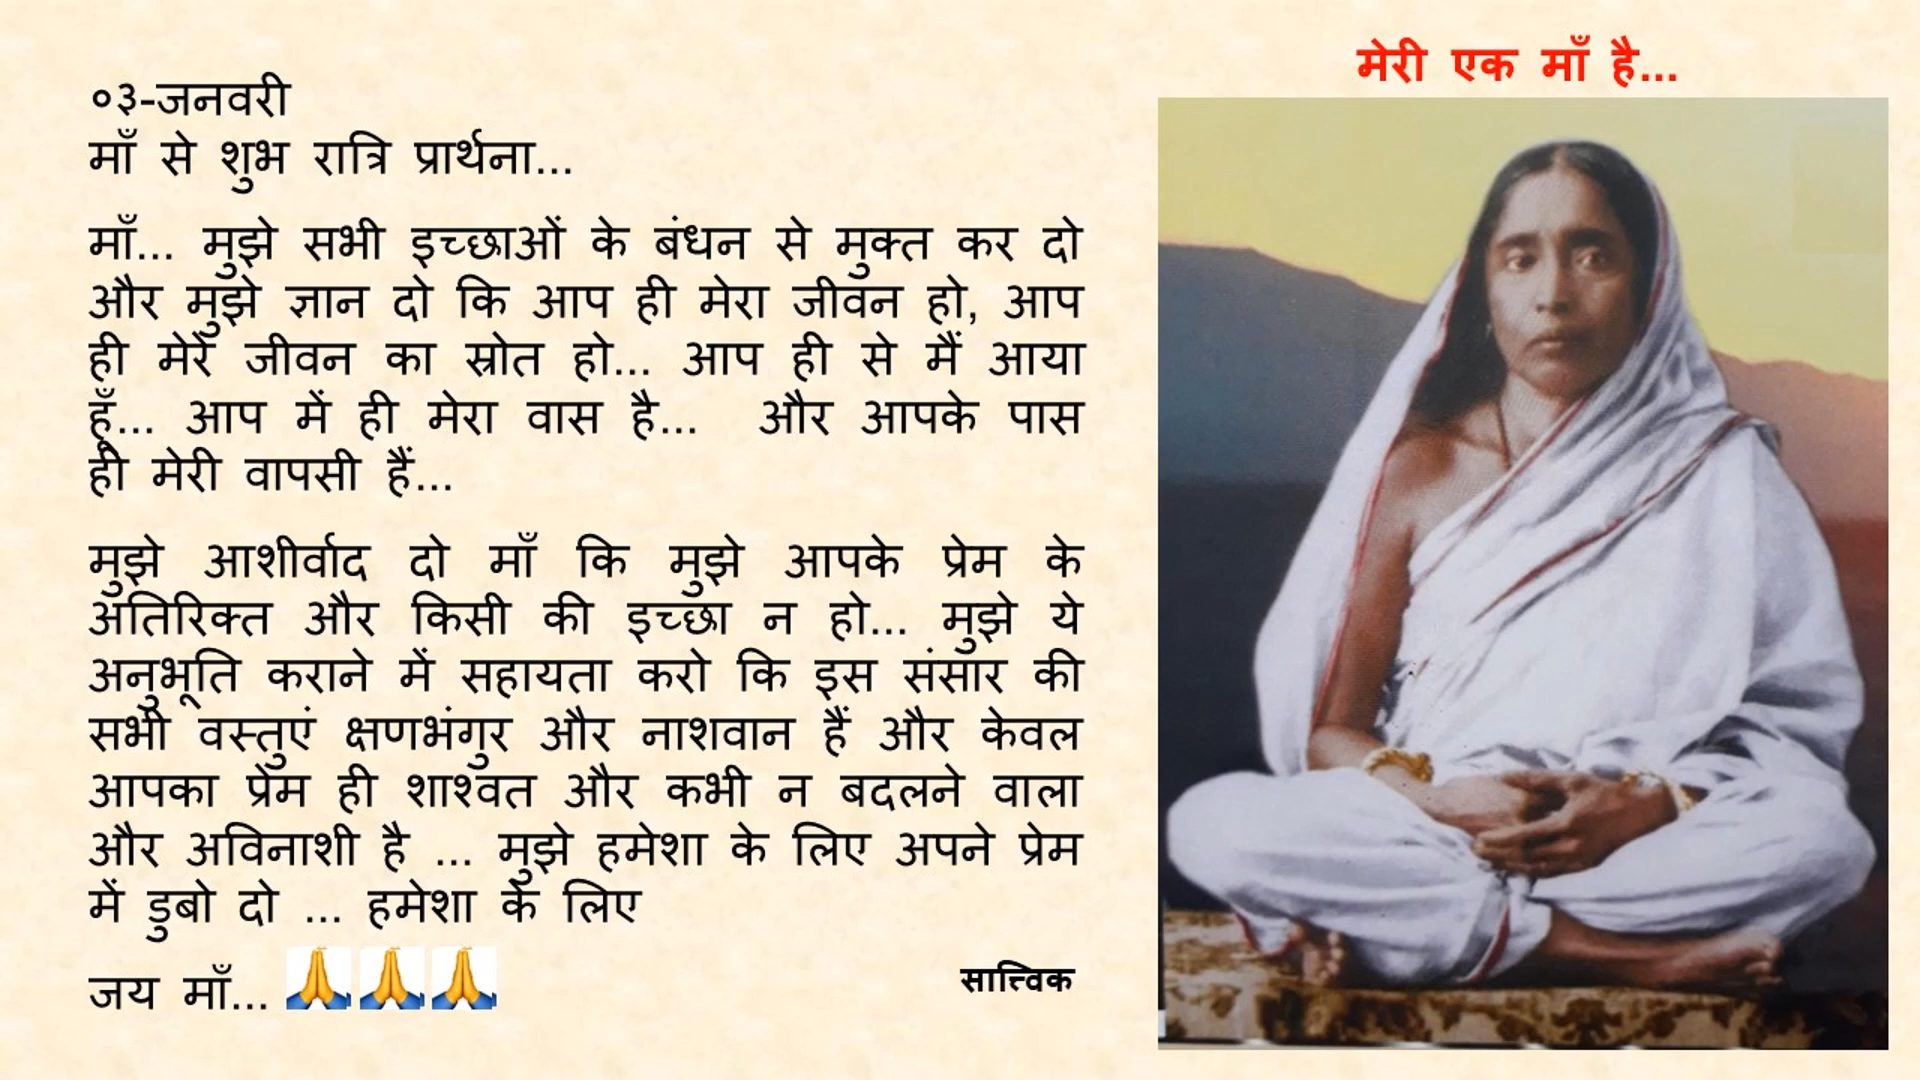 मेरी एक माँ है...
०३-जनवरी
माँ से शुभ रात्रि प्रार्थना...
माँ... मुझे सभी इच्छाओं के बंधन से मुक्त कर दो
और मुझे ज्ञान दो कि आप ही मेरा जीवन हो, आप
ही मेरे जीवन का स्रोत हो... आप ही से मैं आया
हूँ... आप में ही मेरा वास है... और आपके पास
ही मेरी वापसी हैं...
मुझे आशीर्वाद दो माँ कि मुझे आपके प्रेम के
अतिरिक्त और किसी की इच्छा न हो... मुझे ये
अनुभूति कराने में सहायता करो कि इस संसार की
सभी वस्तुएं क्षणभंगुर और नाशवान हैं और केवल
आपका प्रेम ही शाश्वत और कभी न बदलने वाला
और अविनाशी है ... मुझे हमेशा के लिए अपने प्रेम
में डुबो दो ... हमेशा के लिए
जय माँ... 🙏🙏🙏
सात्त्विक